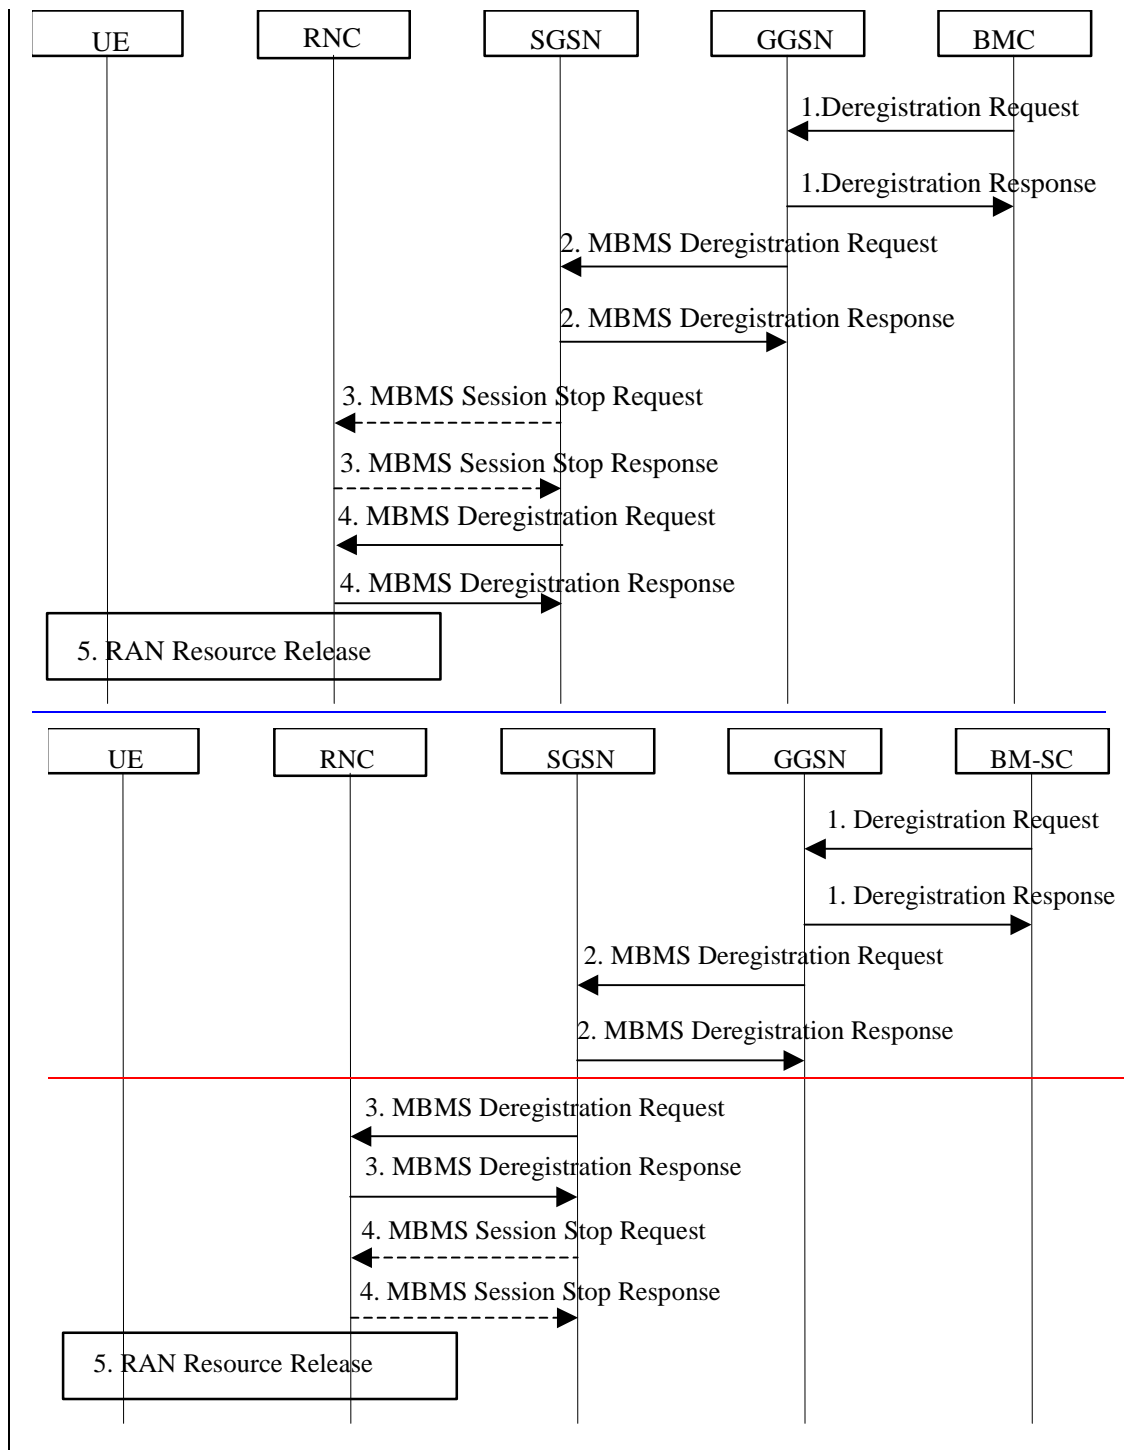 UE RNC SGSN GGSN BMC
1.Deregistration Request
1.Deregistration Response
2. MBMS Deregistration Request
2. MBMS Deregistration Response
3. MBMS Session Stop Request
3. MBMS Session Stop Response
4. MBMS Deregistration Request
4. MBMS Deregistration Response
5. RAN Resource Release
UE RNC SGSN GGSN BM-SC
1. Deregistration Request
1. Deregistration Response
2. MBMS Deregistration Request
2. MBMS Deregistration Response
3. MBMS Deregistration Request
3. MBMS Deregistration Response
4. MBMS Session Stop Request
4. MBMS Session Stop Response
5. RAN Resource Release